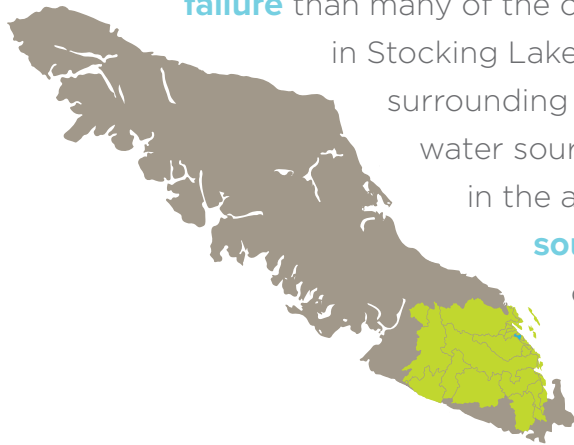 failure than many of the
in Stocking Lake
surrounding
water sour
in the a
sou